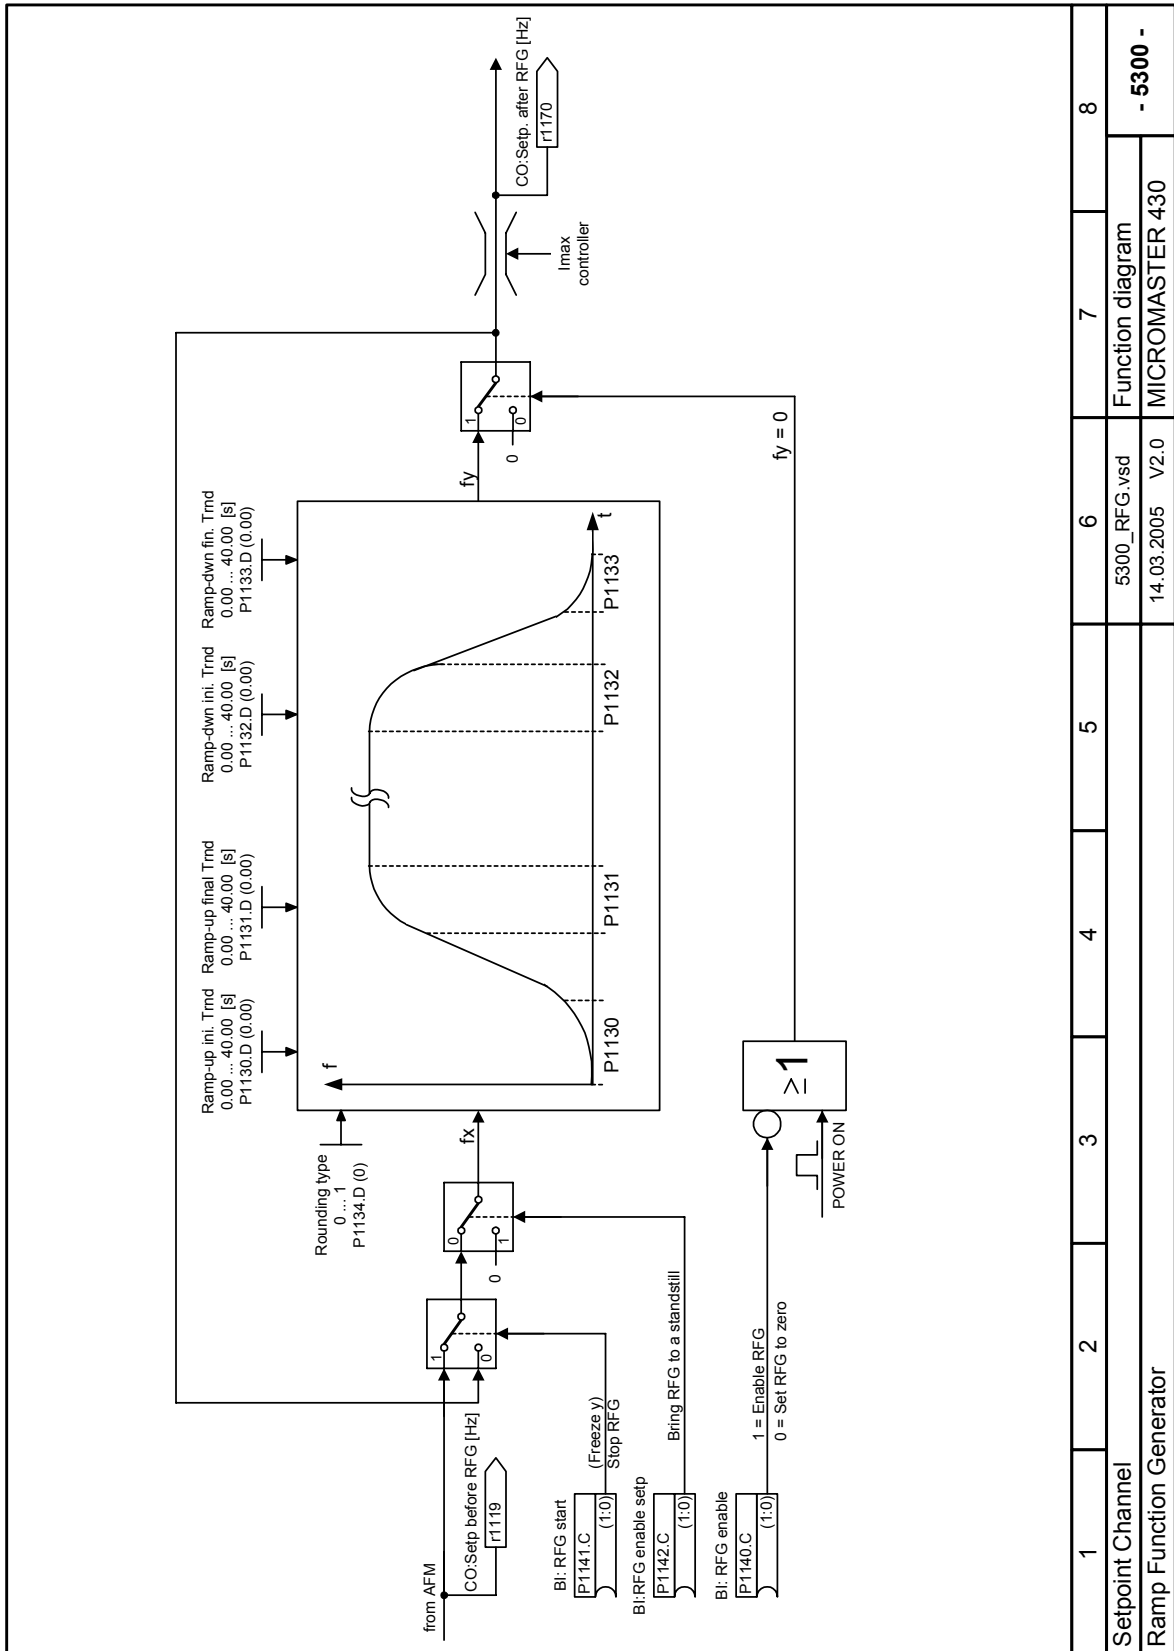 from AFM
CO:Setp before RFG [Hz]
r1119
BI: RFG start
P1141.C
(1:0)
(Freeze y)
Stop RFG
BI:RFG enable setp
P1142.C
(1:0)
Bring RFG to a standstill
BI: RFG enable
P1140.C
(1:0)
1 = Enable RFG
0 = Set RFG to zero
1
0
0
1
0
fx
Rounding type
0 ... 1
P1134.D (0)
POWER ON
≥1
Ramp-up ini. Trnd
0.00 ... 40.00 [s]
P1130.D (0.00)
Ramp-up final Trnd
0.00 ... 40.00 [s]
P1131.D (0.00)
Ramp-dwn ini. Trnd
0.00 ... 40.00 [s]
P1132.D (0.00)
Ramp-dwn fin. Trnd
0.00 ... 40.00 [s]
P1133.D (0.00)
f
t
P1130
P1131
P1132
P1133
fy
1
0
0
fy = 0
Imax
controller
CO:Setp. after RFG [Hz]
r1170
1 2 3 4 5 6 7 8
Setpoint Channel
5300_RFG.vsd
Function diagram
- 5300 -
Ramp Function Generator
14.03.2005 V2.0
MICROMASTER 430